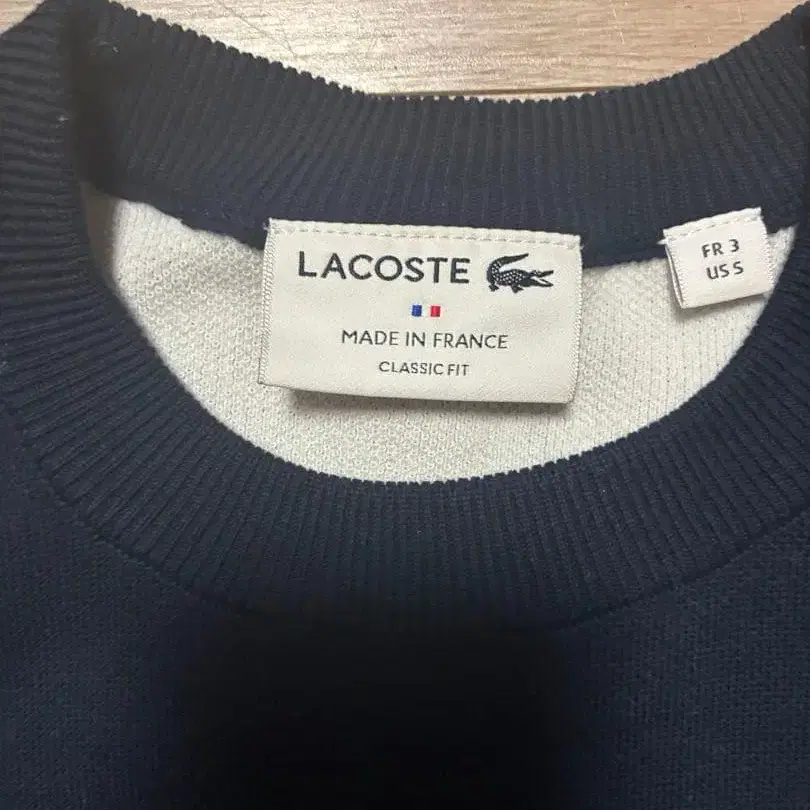 LACOSTE
MADE IN FRANCE
CLASSIC FIT
FR 3
US S